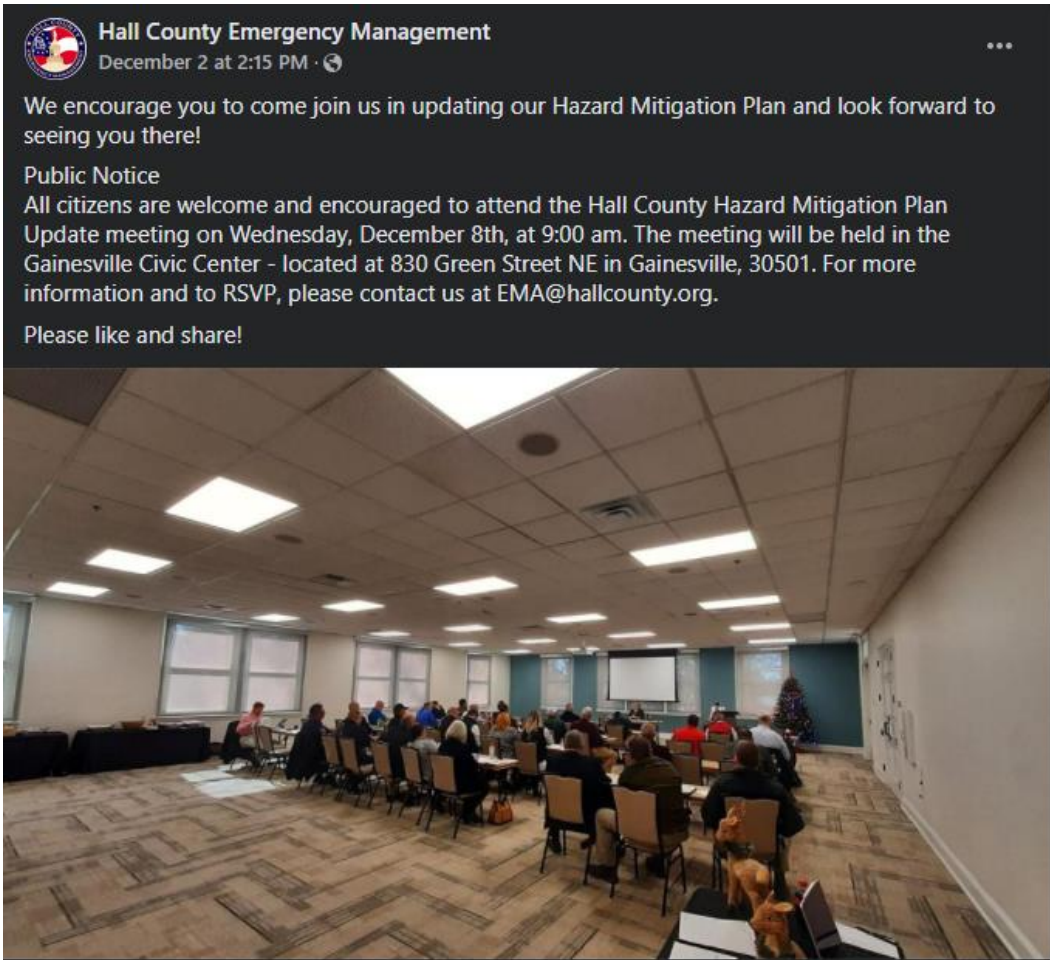 Hall County Emergency Management
December 2 at 2:15 PM ·
We encourage you to come join us in updating our Hazard Mitigation Plan and look forward to
seeing you there!
Public Notice
All citizens are welcome and encouraged to attend the Hall County Hazard Mitigation Plan
Update meeting on Wednesday, December 8th, at 9:00 am. The meeting will be held in the
Gainesville Civic Center - located at 830 Green Street NE in Gainesville, 30501. For more
information and to RSVP, please contact us at EMA@hallcounty.org.
Please like and share!